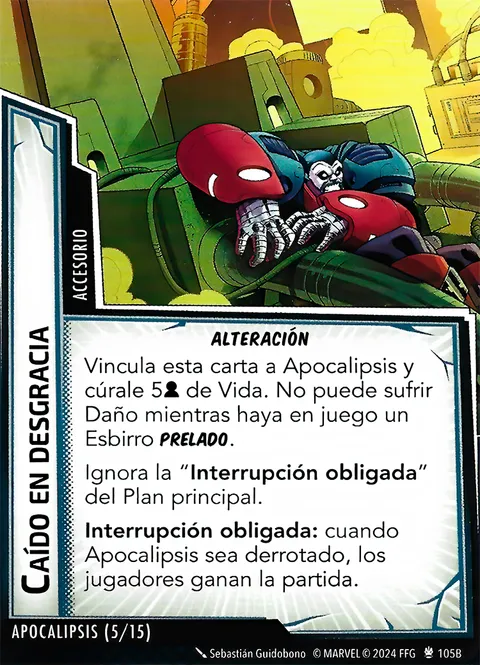 ACCESORIO
CAÍDO EN DESGRACIA
ALTERACIÓN
Vincula esta carta a Apocalipsis y
cúrale 5 de Vida. No puede sufrir
Daño mientras haya en juego un
Esbirro PRELADO.
Ignora la “Interrupción obligada”
del Plan principal.
Interrupción obligada: cuando
Apocalipsis sea derrotado, los
jugadores ganan la partida.
APOCALIPSIS (5/15)
Sebastián Guidobono © MARVEL © 2024 FFG 105B